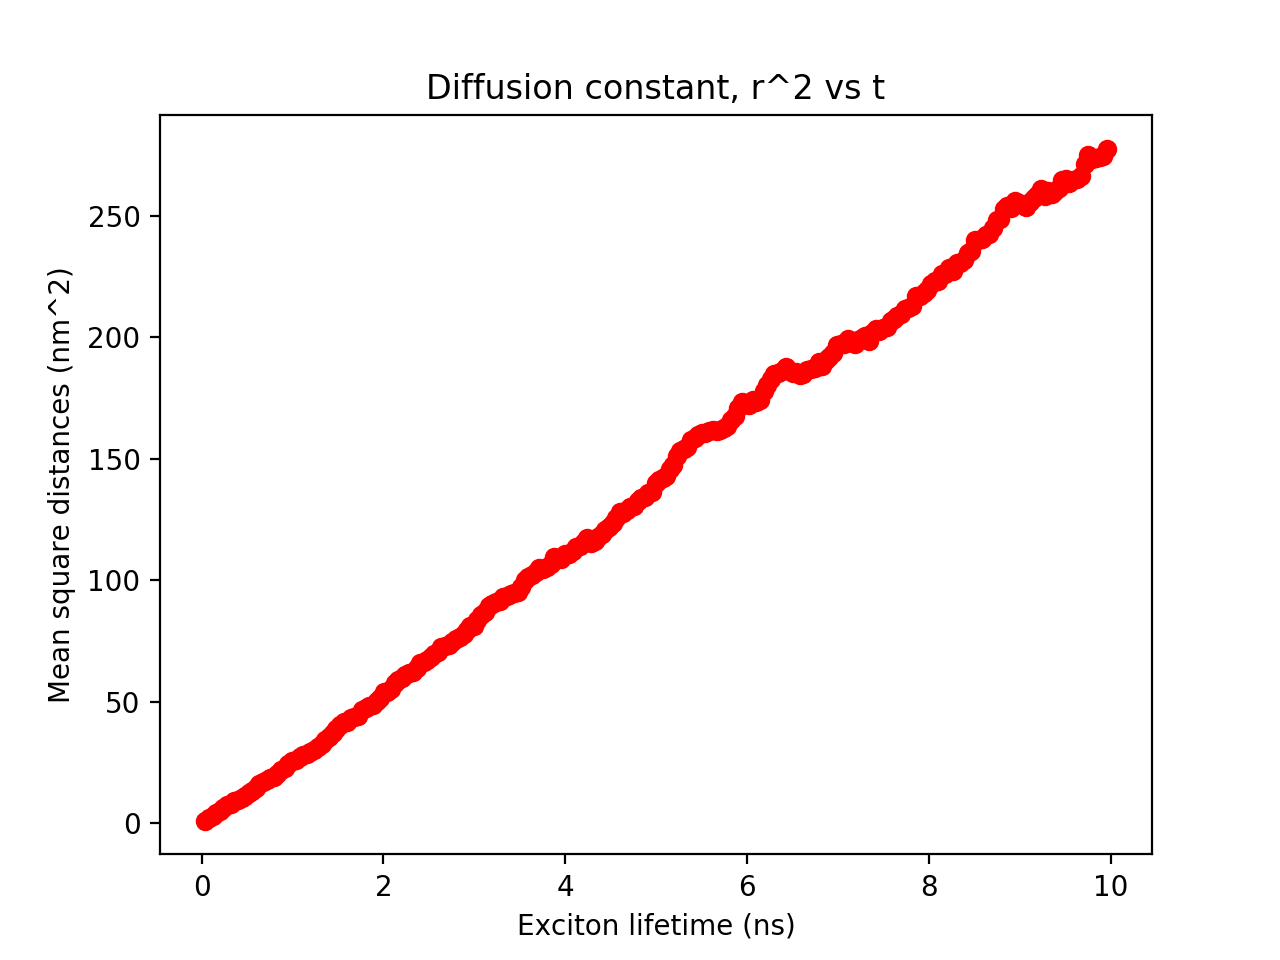 Diffusion constant, r^2 vs t
Mean square distances (nm^2)
250
200
150
100
50
0
0 2 4 6 8 10
Exciton lifetime (ns)